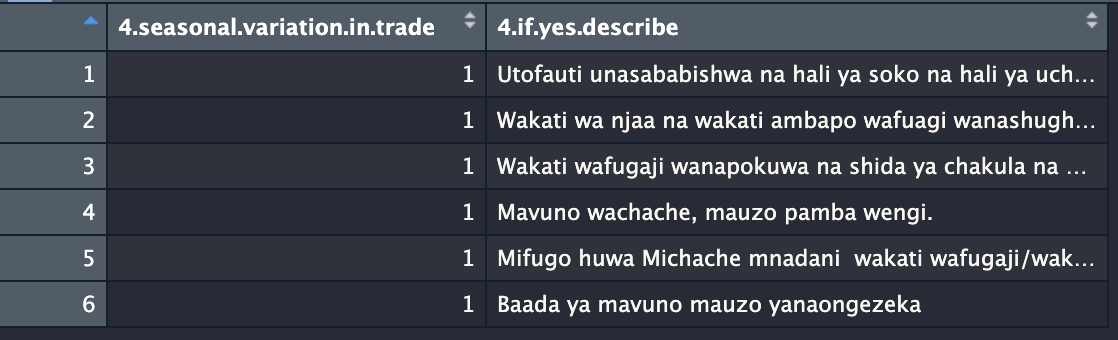 4.seasonal.variation.in.trade 4.if.yes.describe
1 1 Utofauti unasababishwa na hali ya soko na hali ya uch…
2 1 Wakati wa njaa na wakati ambapo wafuagi wanashugh…
3 1 Wakati wafugaji wanapokuwa na shida ya chakula na …
4 1 Mavuno wachache, mauzo pamba wengi.
5 1 Mifugo huwa Michache mnadani  wakati wafugaji/wak…
6 1 Baada ya mavuno mauzo yanaongezeka